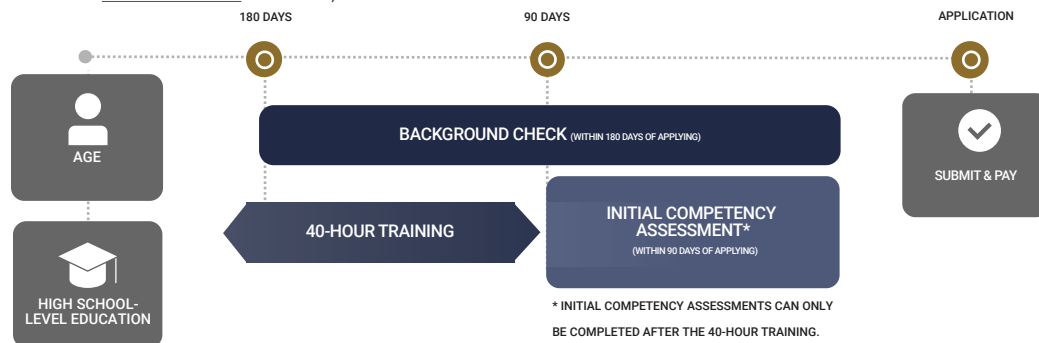 180 DAYS
90 DAYS
APPLICATION
AGE
BACKGROUND CHECK (WITHIN 180 DAYS OF APPLYING)
SUBMIT & PAY
40-HOUR TRAINING
INITIAL COMPETENCY
ASSESSMENT*
(WITHIN 90 DAYS OF APPLYING)
HIGH SCHOOL-
LEVEL EDUCATION
* INITIAL COMPETENCY ASSESSMENTS CAN ONLY
BE COMPLETED AFTER THE 40-HOUR TRAINING.